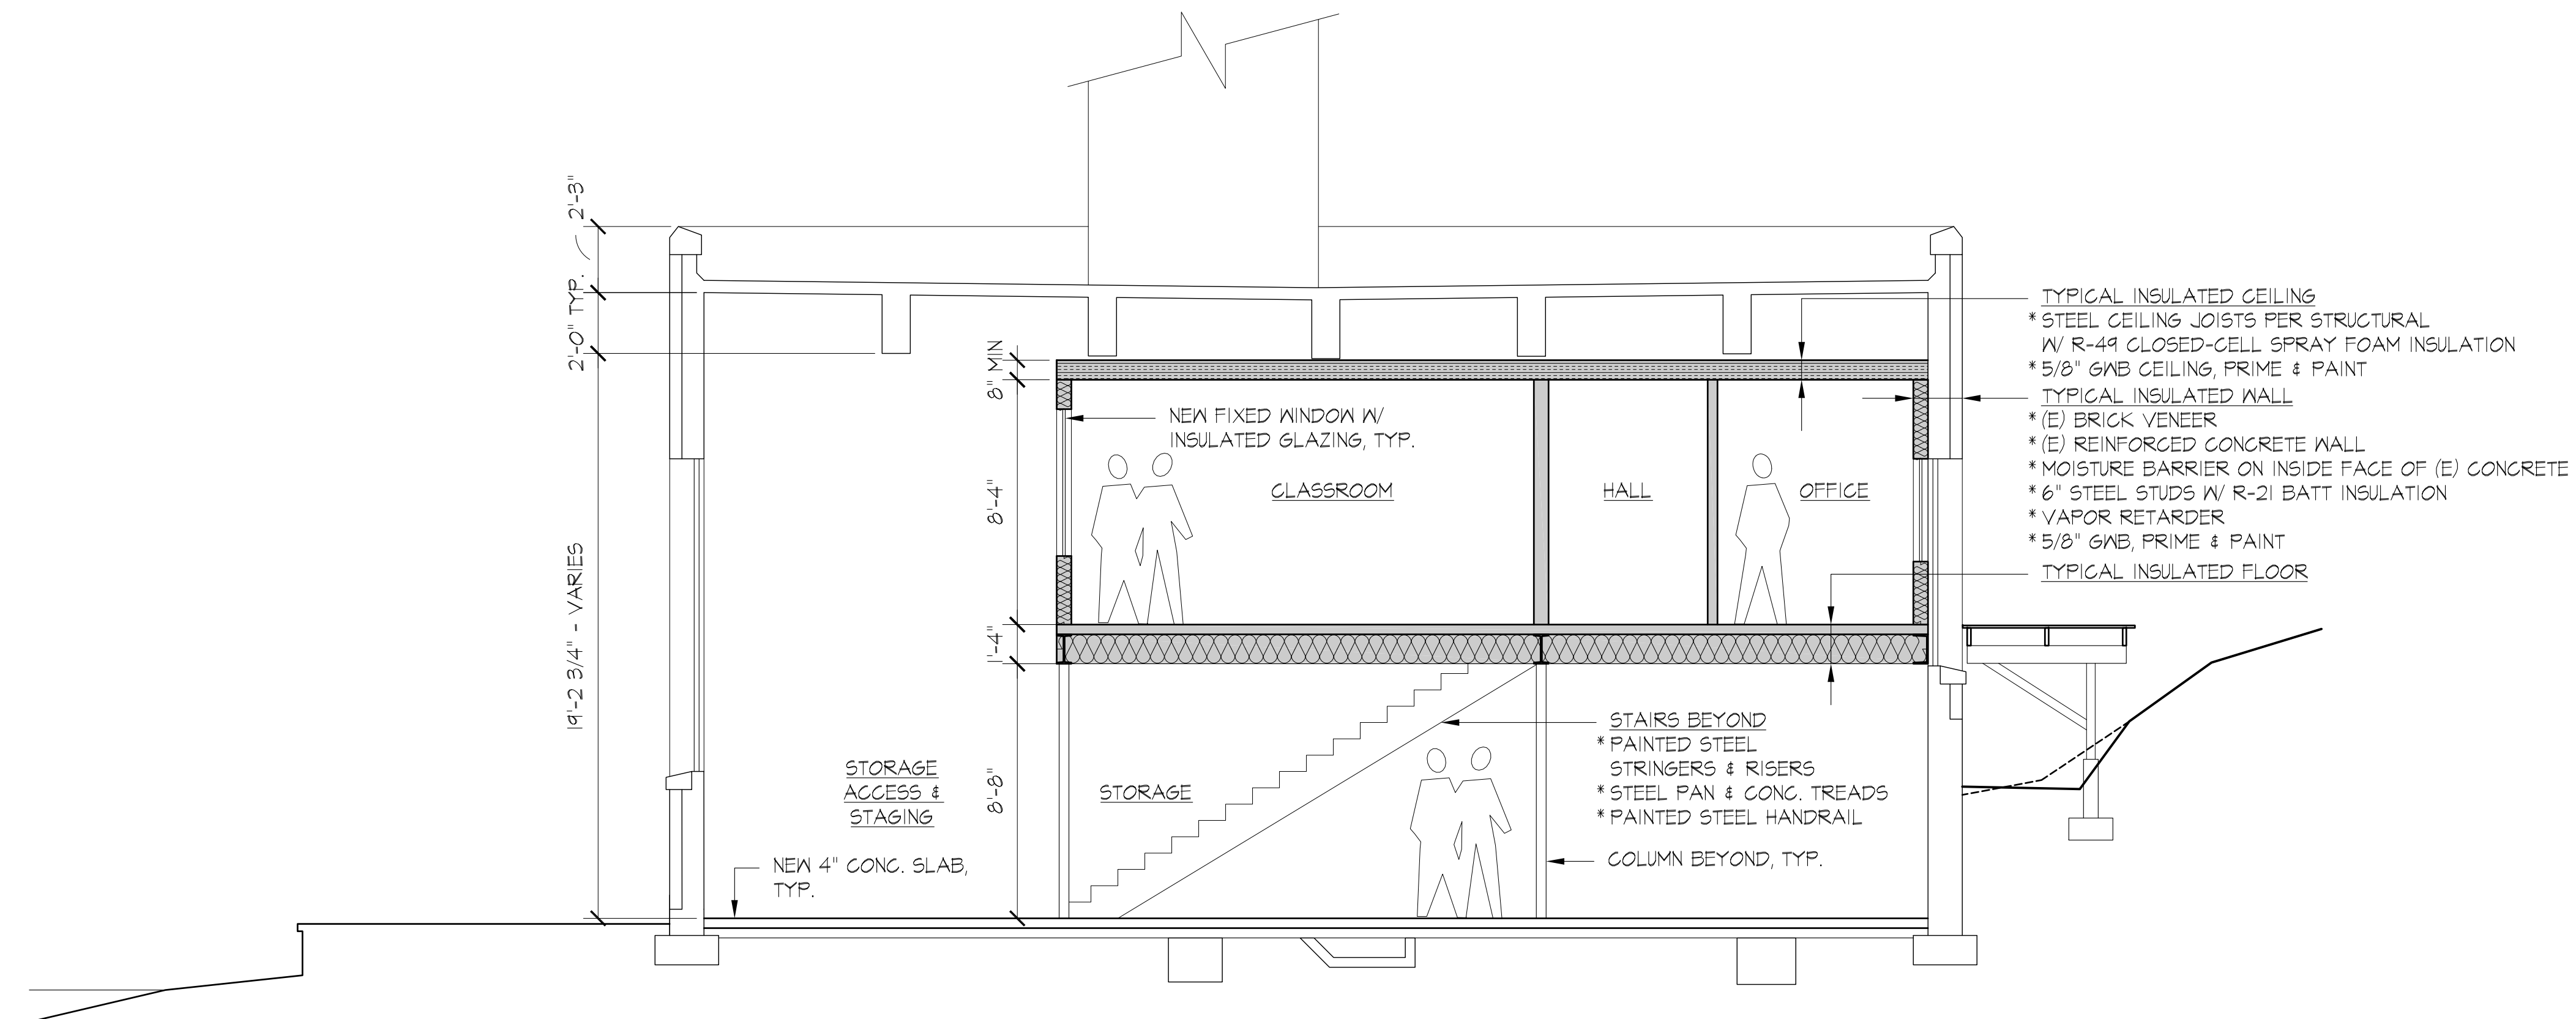 2'-3"
2'-0" TYP.
19'-2 3/4" - VARIES
8" MIN
8'-4"
1'-4"
8'-8"
NEW FIXED WINDOW W/
INSULATED GLAZING, TYP.
CLASSROOM
HALL
OFFICE
TYPICAL INSULATED CEILING
* STEEL CEILING JOISTS PER STRUCTURAL
W/ R-49 CLOSED-CELL SPRAY FOAM INSULATION
* 5/8" GWB CEILING, PRIME & PAINT
TYPICAL INSULATED WALL
* (E) BRICK VENEER
* (E) REINFORCED CONCRETE WALL
* MOISTURE BARRIER ON INSIDE FACE OF (E) CONCRETE
* 6" STEEL STUDS W/ R-21 BATT INSULATION
* VAPOR RETARDER
* 5/8" GWB, PRIME & PAINT
TYPICAL INSULATED FLOOR
STORAGE
ACCESS &
STAGING
STORAGE
STAIRS BEYOND
* PAINTED STEEL
STRINGERS & RISERS
* STEEL PAN & CONC. TREADS
* PAINTED STEEL HANDRAIL
COLUMN BEYOND, TYP.
NEW 4" CONC. SLAB,
TYP.